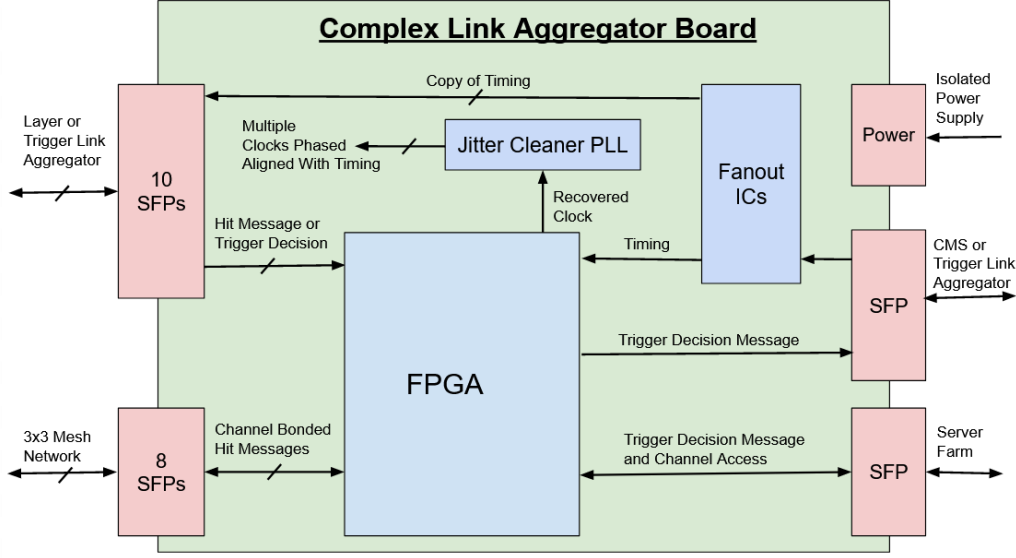 Complex Link Aggregator Board
Copy of Timing
Isolated
Power
Supply
Layer or
Trigger Link
Aggregator
Multiple
Clocks Phased
Aligned With Timing
Jitter Cleaner PLL
Fanout
ICs
Power
10
SFPs
Recovered
Clock
Hit Message or
Trigger Decision
Timing
CMS or
Trigger Link
Aggregator
SFP
Trigger Decision Message
FPGA
3x3 Mesh
Network
8
SFPs
Channel Bonded
Hit Messages
Trigger Decision Message
and Channel Access
SFP
Server
Farm